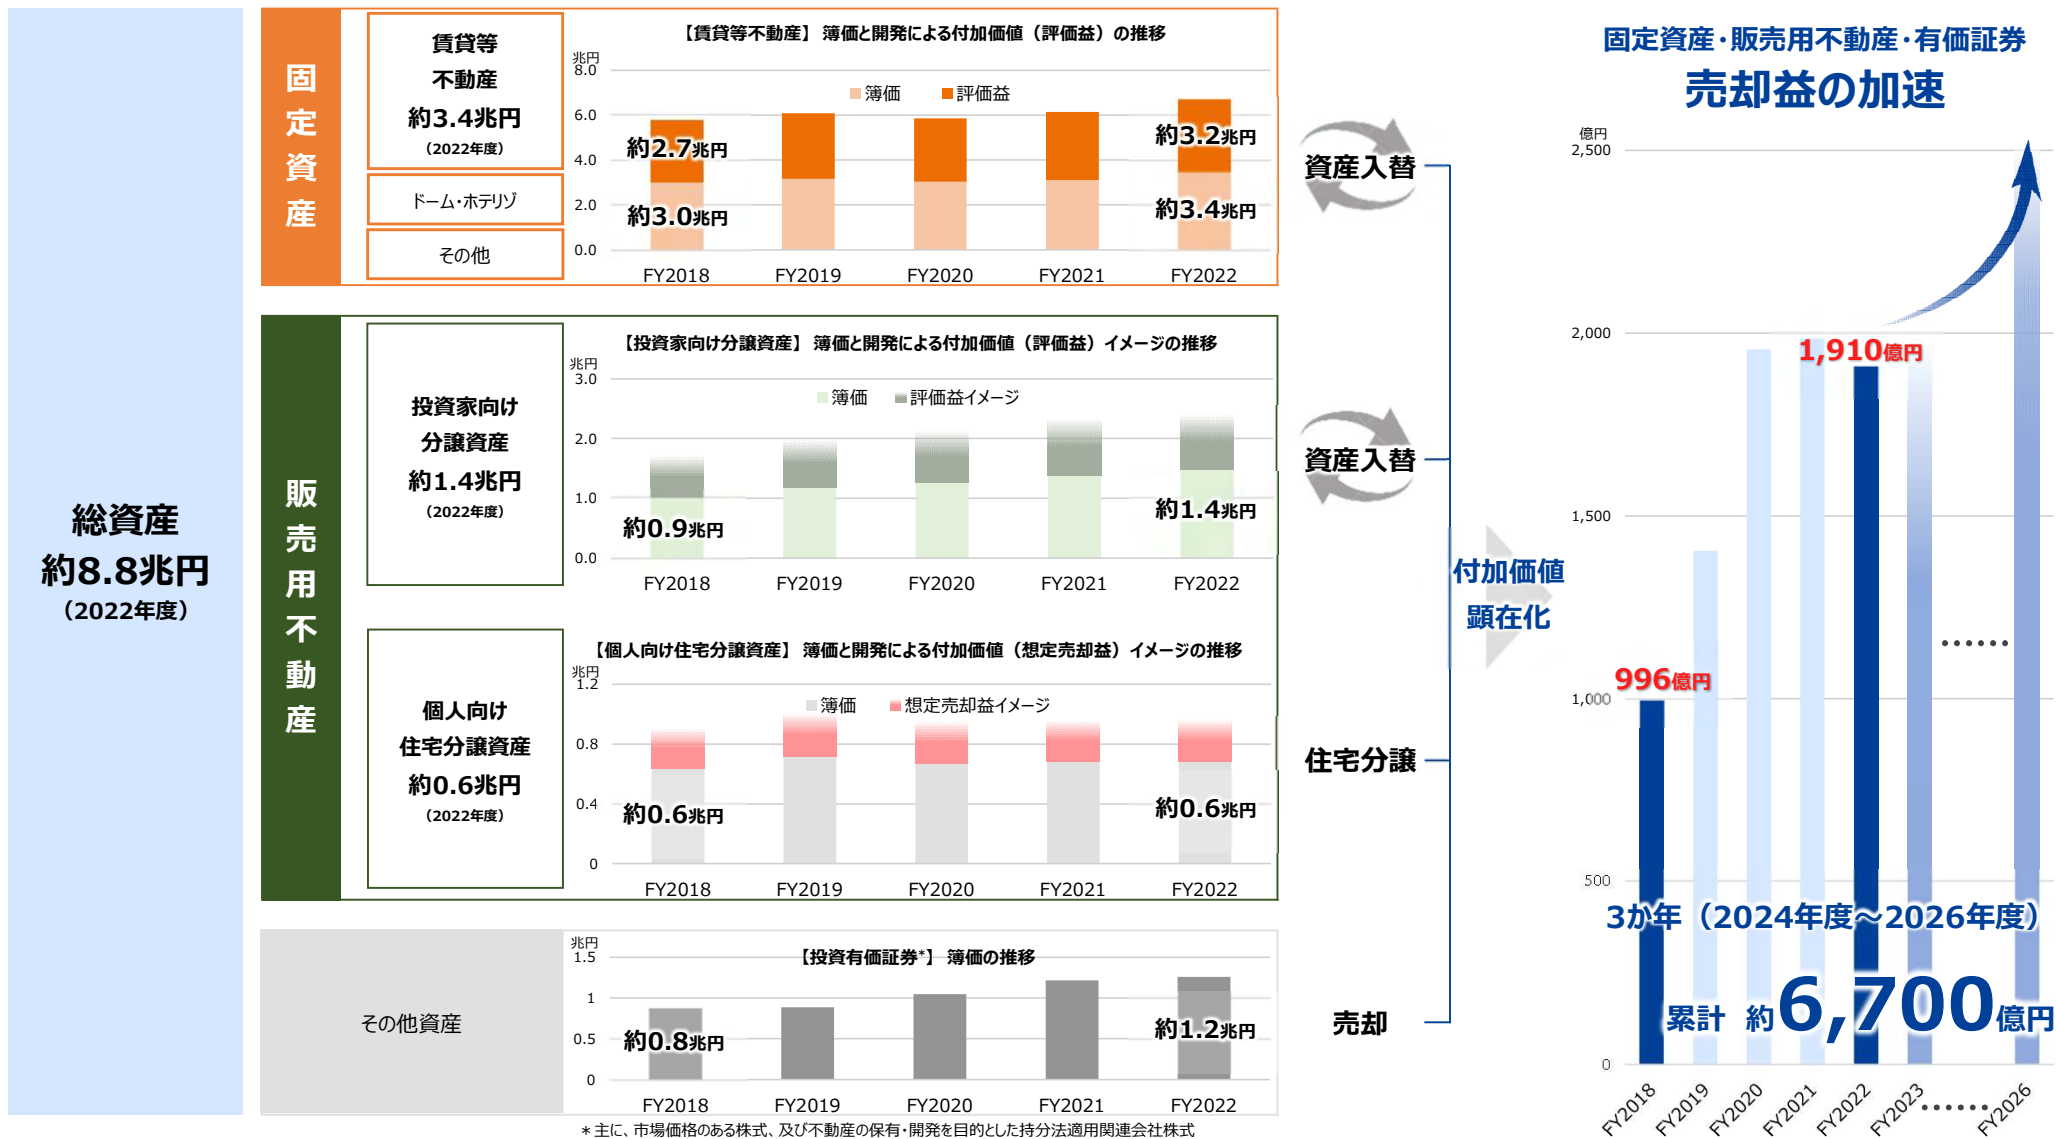 総資産
約8.8兆円
（2022年度）
固定資産
賃貸等
不動産
約3.4兆円
（2022年度）
ドーム・ホテリゾ
その他
【賃貸等不動産】 簿価と開発による付加価値（評価益）の推移
兆円
8.0
6.0
4.0
2.0
0.0
簿価 評価益
約2.7兆円
約3.0兆円
約3.2兆円
約3.4兆円
FY2018 FY2019 FY2020 FY2021 FY2022
資産入替
販売用不動産
投資家向け
分譲資産
約1.4兆円
（2022年度）
【投資家向け分譲資産】 簿価と開発による付加価値（評価益）イメージの推移
兆円
3.0
2.0
1.0
0.0
簿価 評価益イメージ
約0.9兆円
約1.4兆円
FY2018 FY2019 FY2020 FY2021 FY2022
資産入替
個人向け
住宅分譲資産
約0.6兆円
（2022年度）
【個人向け住宅分譲資産】 簿価と開発による付加価値（想定売却益）イメージの推移
兆円
1.2
0.8
0.4
0
簿価 想定売却益イメージ
約0.6兆円
約0.6兆円
FY2018 FY2019 FY2020 FY2021 FY2022
住宅分譲
その他資産
【投資有価証券*】 簿価の推移
兆円
1.5
1
0.5
0
約0.8兆円
約1.2兆円
FY2018 FY2019 FY2020 FY2021 FY2022
売却
＊主に、市場価格のある株式、及び不動産の保有・開発を目的とした持分法適用関連会社株式
付加価値
顕在化
固定資産・販売用不動産・有価証券
売却益の加速
億円
2,500
2,000
1,500
1,000
500
0
996億円
1,910億円
……
3か年（2024年度～2026年度）
累計 約6,700億円
FY2018 FY2019 FY2020 FY2021 FY2022 FY2023 …… FY2026